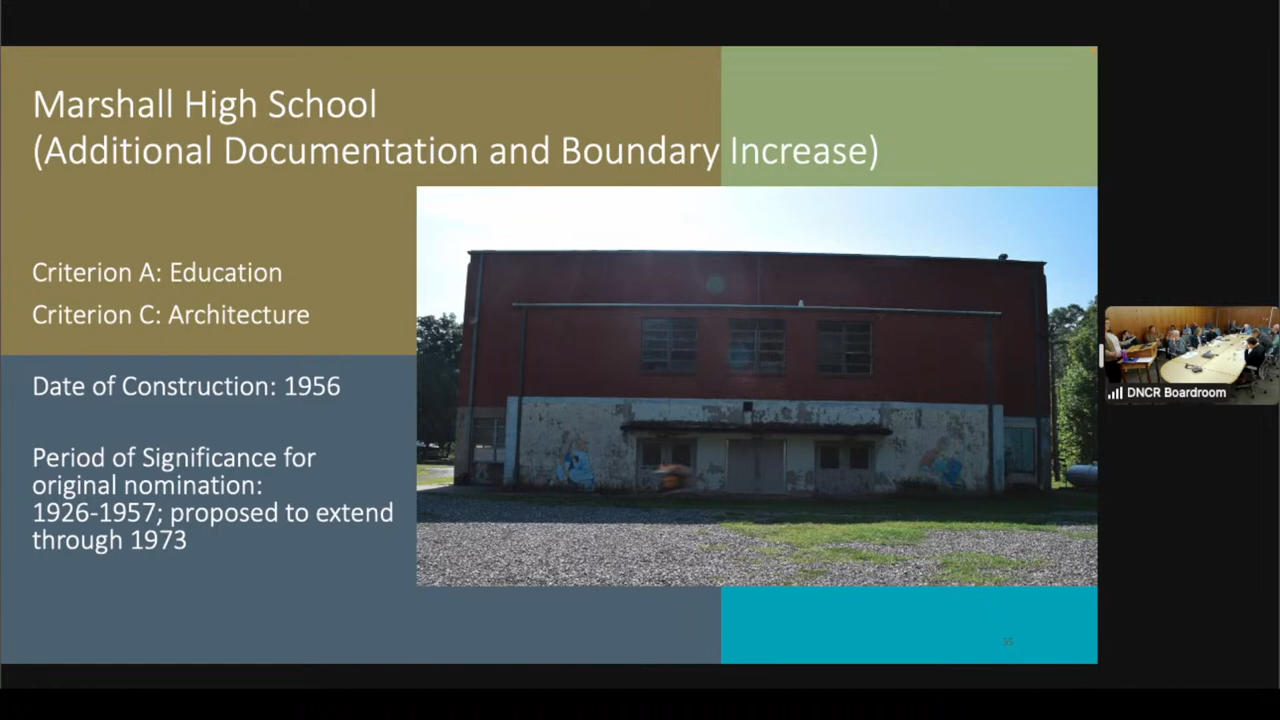 Marshall High School
(Additional Documentation and Boundary Increase)
Criterion A: Education
Criterion C: Architecture
Date of Construction: 1956
Period of Significance for
original nomination:
1926-1957; proposed to extend
through 1973
DNCR Boardroom
55